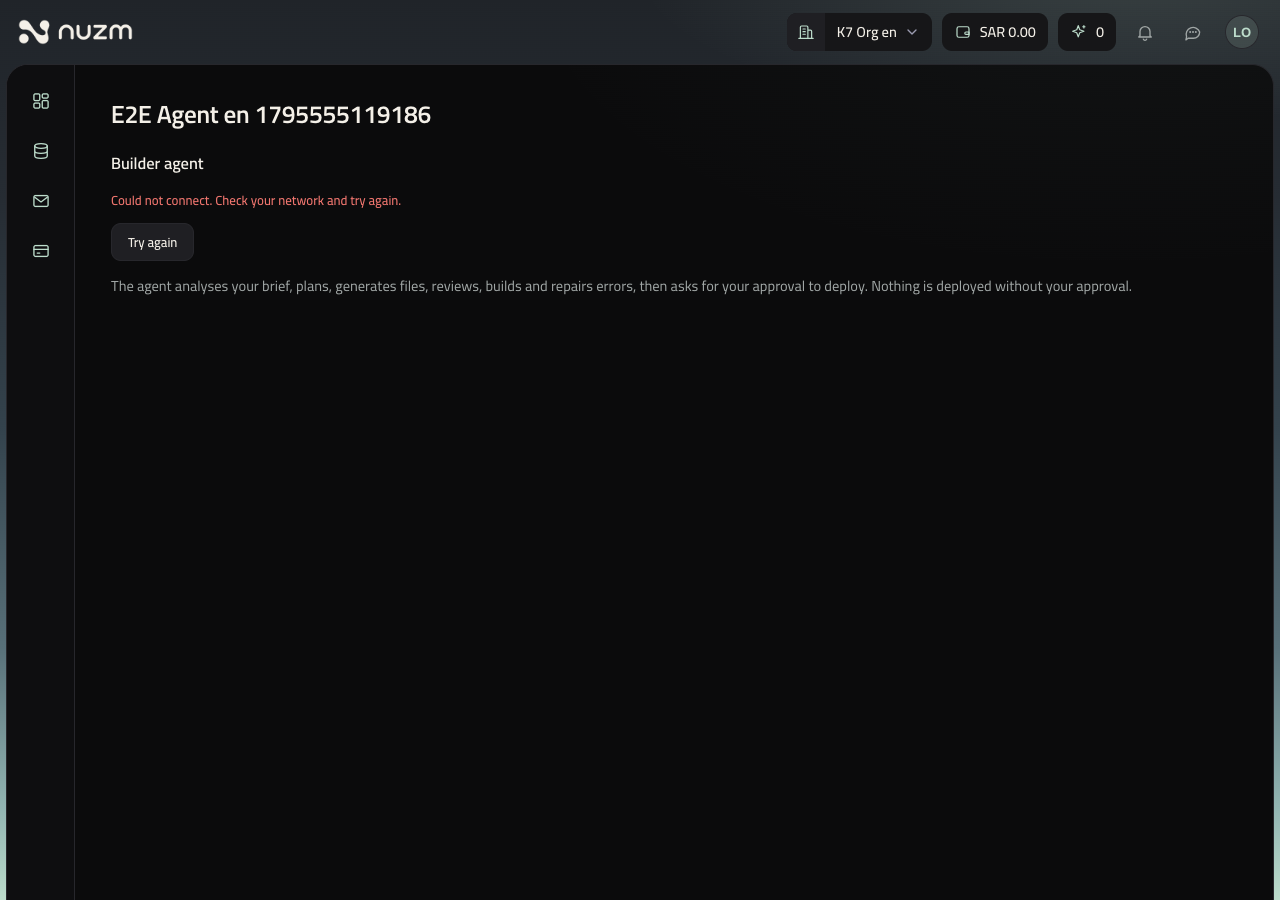 nuzm
K7 Org en
SAR 0.00
0
LO
E2E Agent en 1795555119186
Builder agent
Could not connect. Check your network and try again.
Try again
The agent analyses your brief, plans, generates files, reviews, builds and repairs errors, then asks for your approval to deploy. Nothing is deployed without your approval.